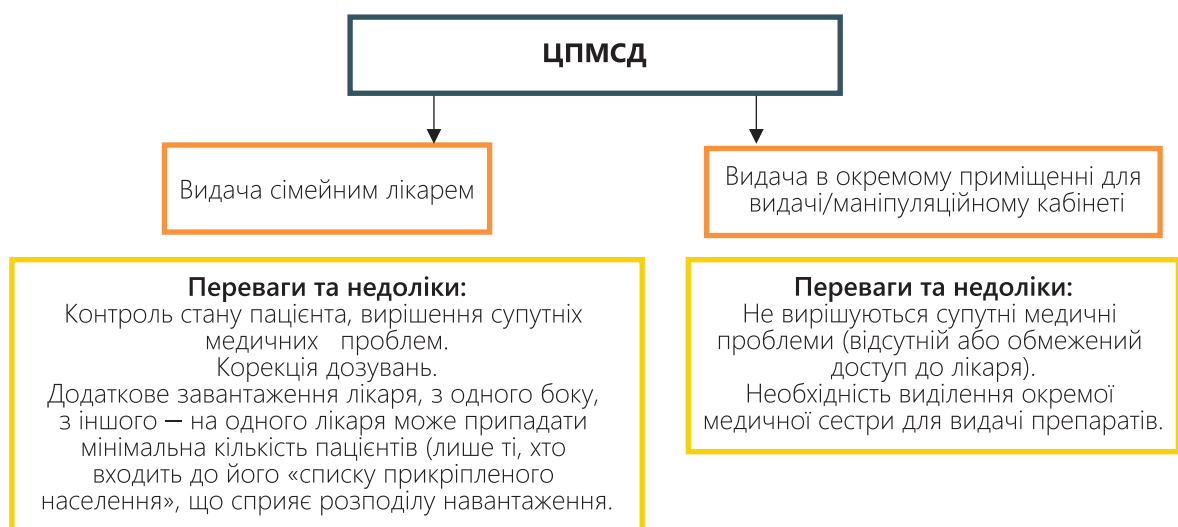 ЦПМСД
Видача сімейним лікарем
Видача в окремому приміщенні для
видачі/маніпуляційному кабінеті
Переваги та недоліки:
Контроль стану пацієнта, вирішення супутніх
медичних проблем.
Корекція дозувань.
Додаткове завантаження лікаря, з одного боку,
з іншого — на одного лікаря може припадати
мінімальна кількість пацієнтів (лише ті, хто
входить до його «списку прикріпленого
населення», що сприяє розподілу навантаження.
Переваги та недоліки:
Не вирішуються супутні медичні
проблеми (відсутній або обмежений
доступ до лікаря).
Необхідність виділення окремої
медичної сестри для видачі препаратів.